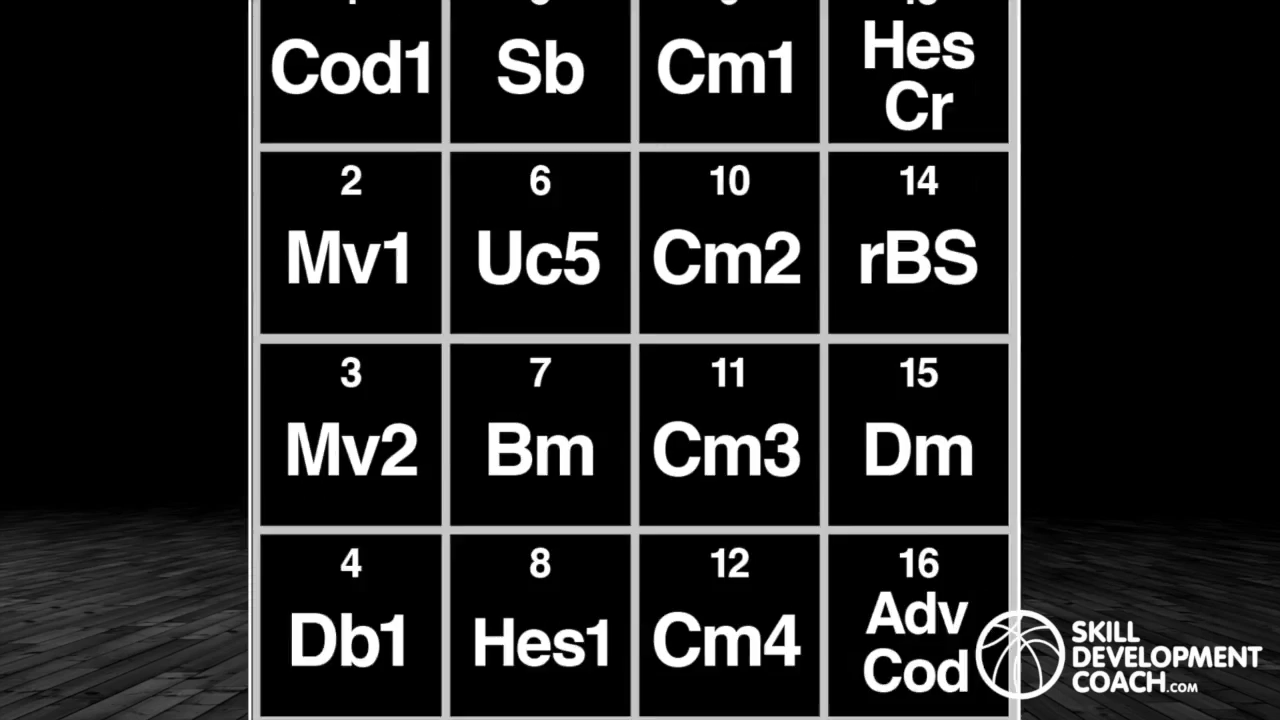 Cod1
Sb
Cm1
Hes
Cr
2
6
10
14
Mv1
Uc5
Cm2
rBS
3
7
11
15
Mv2
Bm
Cm3
Dm
4
8
12
16
Db1
Hes1
Cm4
Adv
Cod
SKILL
DEVELOPMENT
COACH.COM